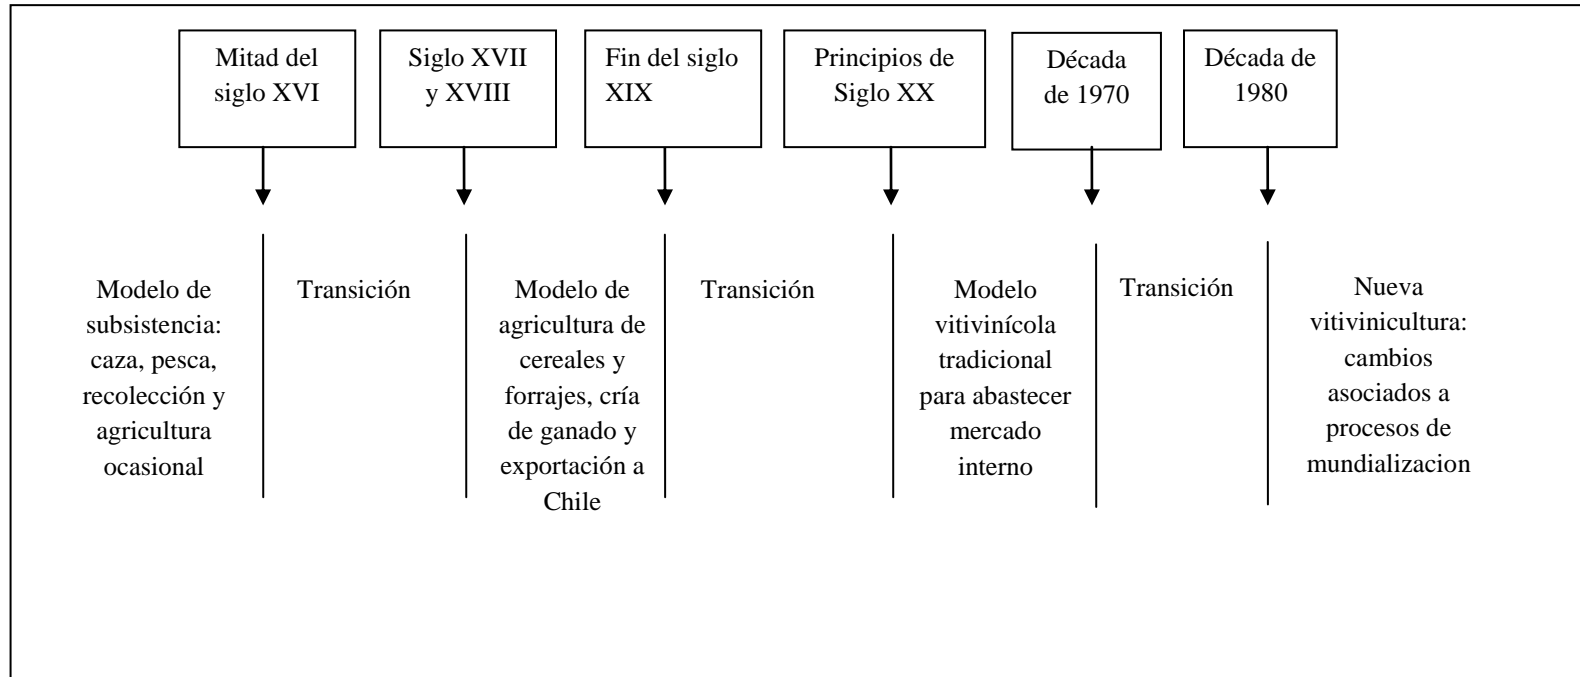 Mitad del
siglo XVI
Siglo XVII
y XVIII
Fin del siglo
XIX
Principios de
Siglo XX
Década
de 1970
Década de
1980
Modelo de
subsistencia:
caza, pesca,
recolección y
agricultura
ocasional
Transición
Modelo de
agricultura de
cereales y
forrajes, cría
de ganado y
exportación a
Chile
Transición
Modelo
vitivinícola
tradicional
para abastecer
mercado
interno
Transición
Nueva
vitivinicultura:
cambios
asociados a
procesos de
mundializacion